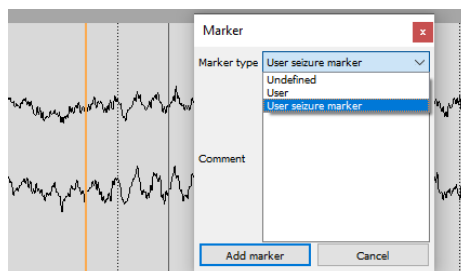 Marker
x
Marker type User seizure marker
Undefined
User
User seizure marker
Comment
Add marker Cancel